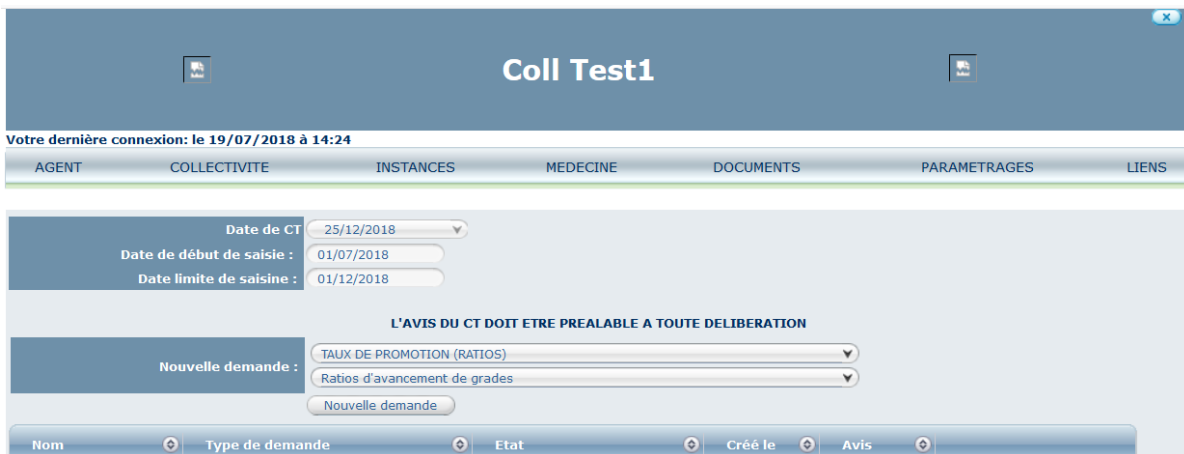 Coll Test1
Votre dernière connexion: le 19/07/2018 à 14:24
AGENT COLLECTIVITE INSTANCES MEDECINE DOCUMENTS PARAMETRAGES LIENS
Date de CT 25/12/2018
Date de début de saisie : 01/07/2018
Date limite de saisine : 01/12/2018
L'AVIS DU CT DOIT ETRE PREALABLE A TOUTE DELIBERATION
Nouvelle demande : TAUX DE PROMOTION (RATIOS)
Ratios d'avancement de grades
Nouvelle demande
Nom Type de demande Etat Créé le Avis